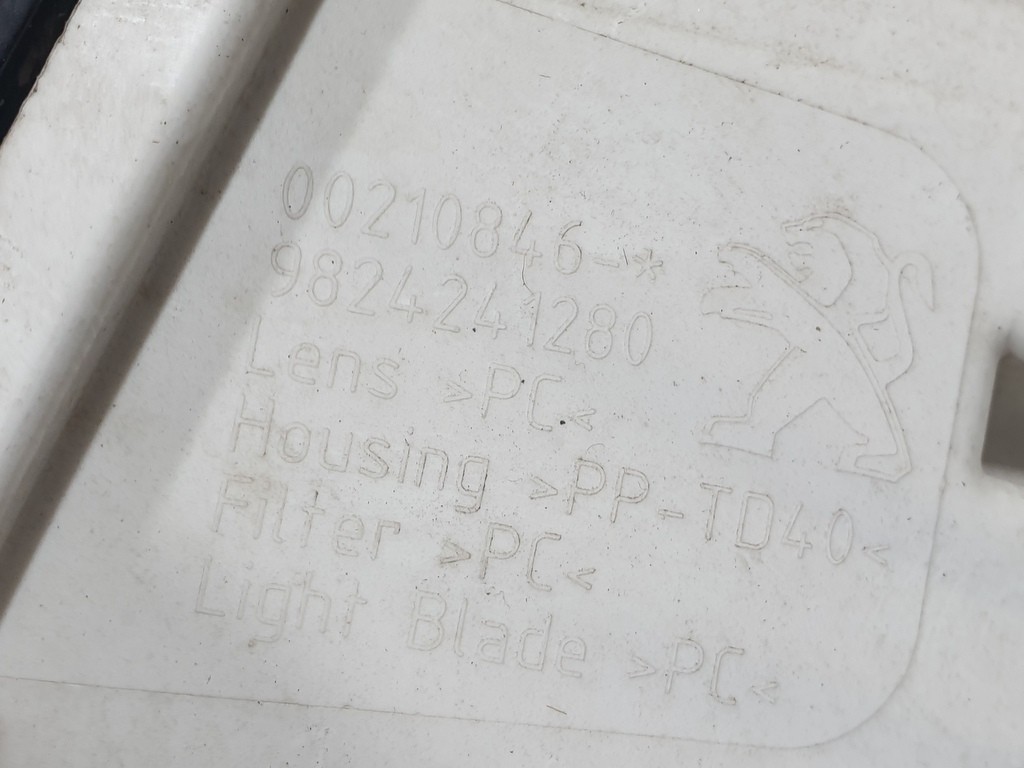 00210846-*
9824241280
Lens >PC<
Housing >PP-TD40<
Filter >PC<
Light Blade >PC<